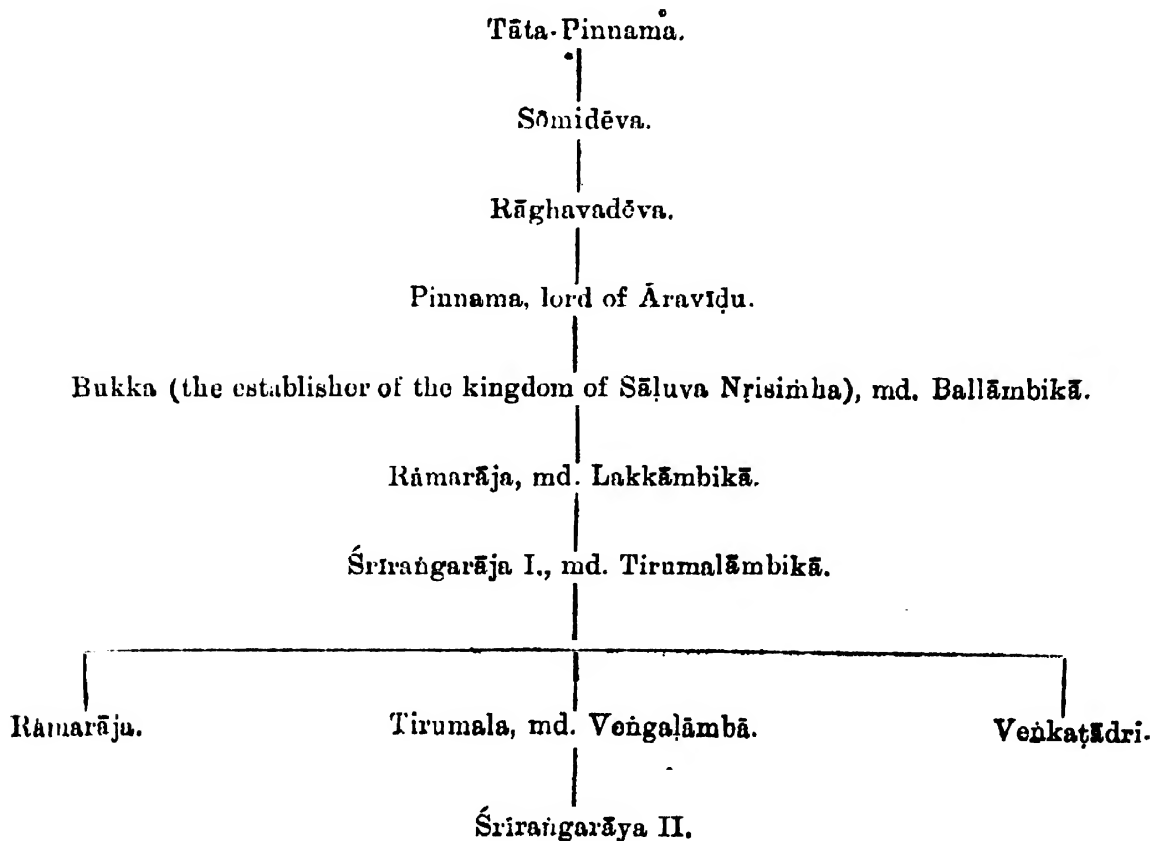 Tāta-Pinnama.
Sōmidēva.
Rāghavadēva.
Pinnama, lord of Āravīḍu.
Bukka (the establisher of the kingdom of Sāḷuva Nṛisiṁha), md. Ballāmbikā.
Rāmarāja, md. Lakkāmbikā.
Śrīraṅgarāja I., md. Tirumalāmbikā.
Rāmarāja. Tirumala, md. Veṅgaḷāmbā. Veṅkaṭādri.
Śrīraṅgarāya II.